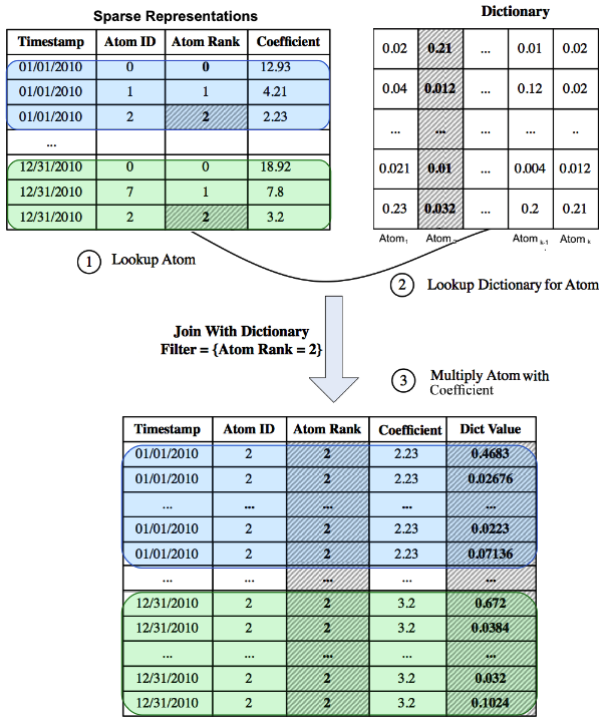 Sparse Representations
Timestamp Atom ID Atom Rank Coefficient
01/01/2010 0 0 12.93
01/01/2010 1 1 4.21
01/01/2010 2 2 2.23
...
12/31/2010 0 0 18.92
12/31/2010 7 1 7.8
12/31/2010 2 2 3.2
Dictionary
0.02 0.21 ... 0.01 0.02
0.04 0.012 ... 0.12 0.02
... ... ... ... ..
0.021 0.01 ... 0.004 0.012
0.23 0.032 ... 0.2 0.21
Atom1 Atom Atom k-1 Atom k
1 Lookup Atom
2 Lookup Dictionary for Atom
Join With Dictionary
Filter = {Atom Rank = 2}
3 Multiply Atom with
Coefficient
Timestamp Atom ID Atom Rank Coefficient Dict Value
01/01/2010 2 2 2.23 0.4683
01/01/2010 2 2 2.23 0.02676
... ... ... ... ...
01/01/2010 2 2 2.23 0.0223
01/01/2010 2 2 2.23 0.07136
... ... ... ... ...
12/31/2010 2 2 3.2 0.672
12/31/2010 2 2 3.2 0.0384
... ... ... ... ...
12/31/2010 2 2 3.2 0.032
12/31/2010 2 2 3.2 0.1024